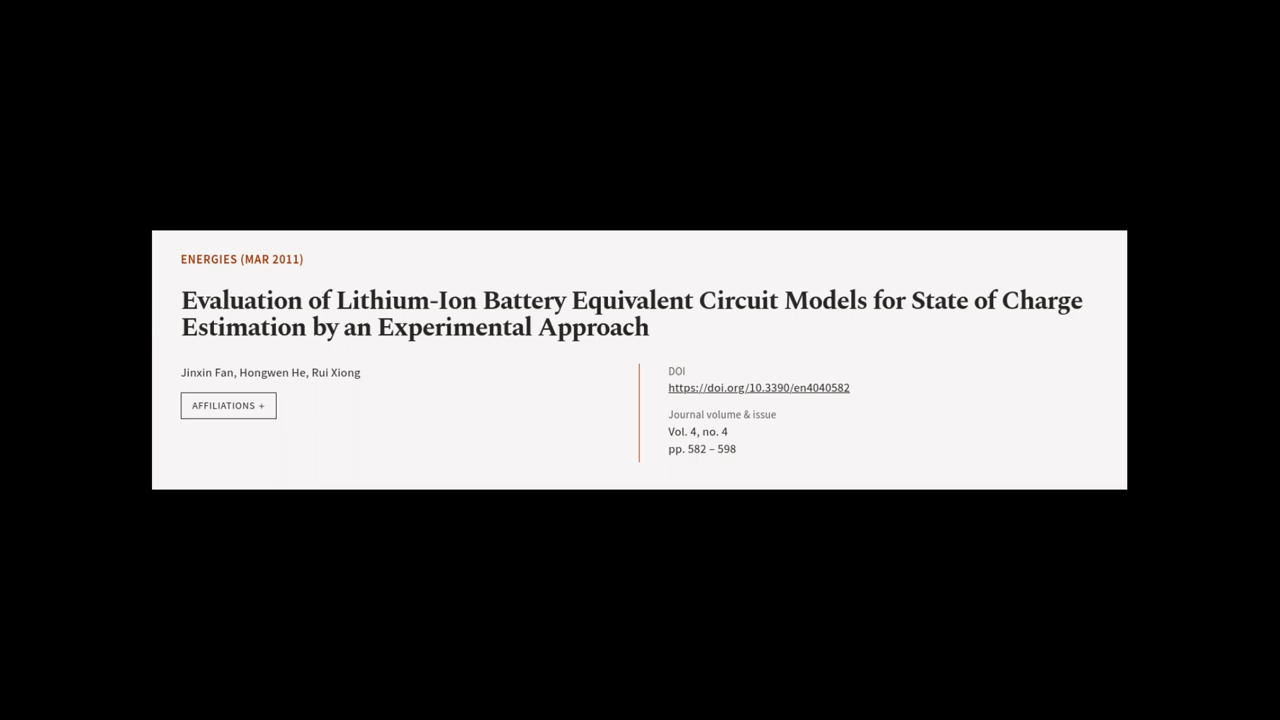 ENERGIES (MAR 2011)
Evaluation of Lithium-Ion Battery Equivalent Circuit Models for State of Charge
Estimation by an Experimental Approach
Jinxin Fan, Hongwen He, Rui Xiong
AFFILIATIONS +
DOI
https://doi.org/10.3390/en4040582
Journal volume & issue
Vol. 4, no. 4
pp. 582 – 598